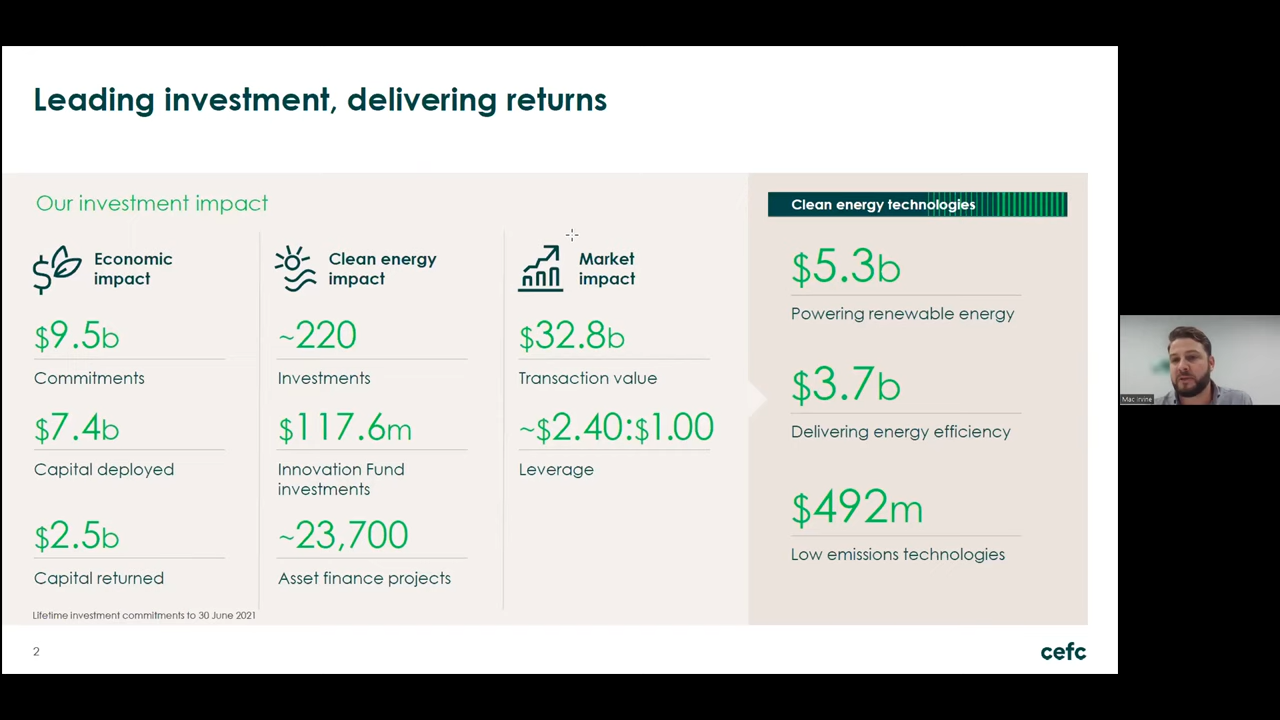 Leading investment, delivering returns
Our investment impact
Economic
impact
$9.5b
Commitments
$7.4b
Capital deployed
$2.5b
Capital returned
Clean energy
impact
~220
Investments
$117.6m
Innovation Fund
investments
~23,700
Asset finance projects
Market
impact
$32.8b
Transaction value
~$2.40:$1.00
Leverage
Clean energy technologies
$5.3b
Powering renewable energy
$3.7b
Delivering energy efficiency
$492m
Low emissions technologies
Lifetime investment commitments to 30 June 2021
2
cefc
Mac Irvine